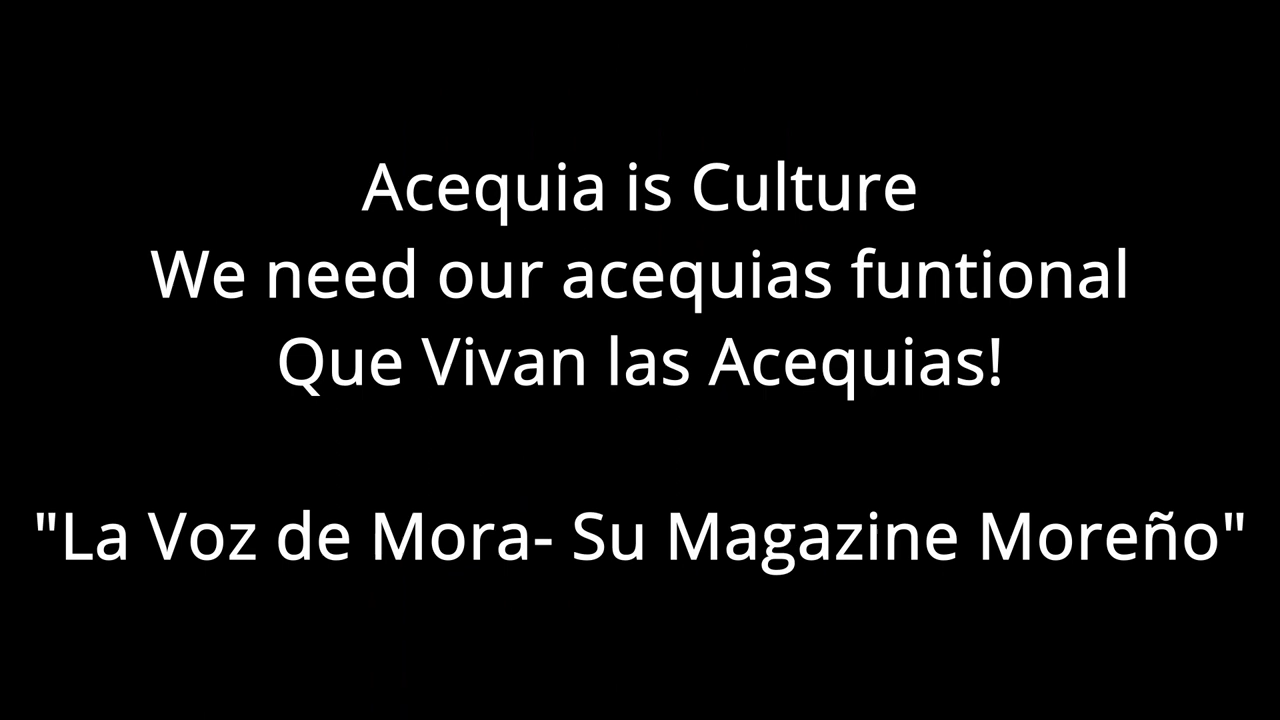 Acequia is Culture
We need our acequias funtional
Que Vivan las Acequias!
"La Voz de Mora- Su Magazine Moreño"